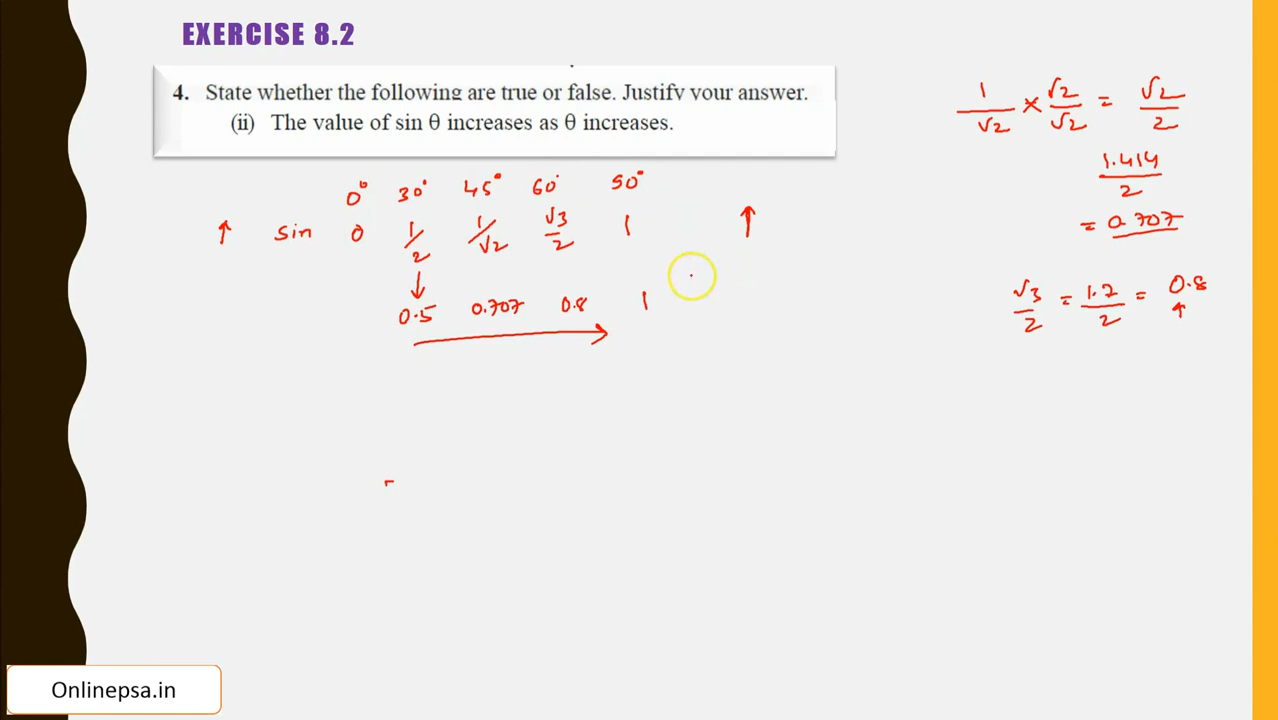 EXERCISE 8.2
4. State whether the following are true or false. Justify your answer.
(ii) The value of sin θ increases as θ increases.
0° 30° 45° 60° 90°
↑ sin 0 1/2 1/√2 √3/2 1 ↑
↓
0.5 0.707 0.8 1
→
1/√2 × √2/√2 = √2/2
1.414/2
= 0.707
√3/2 = 1.7/2 = 0.8
↑
Onlinepsa.in